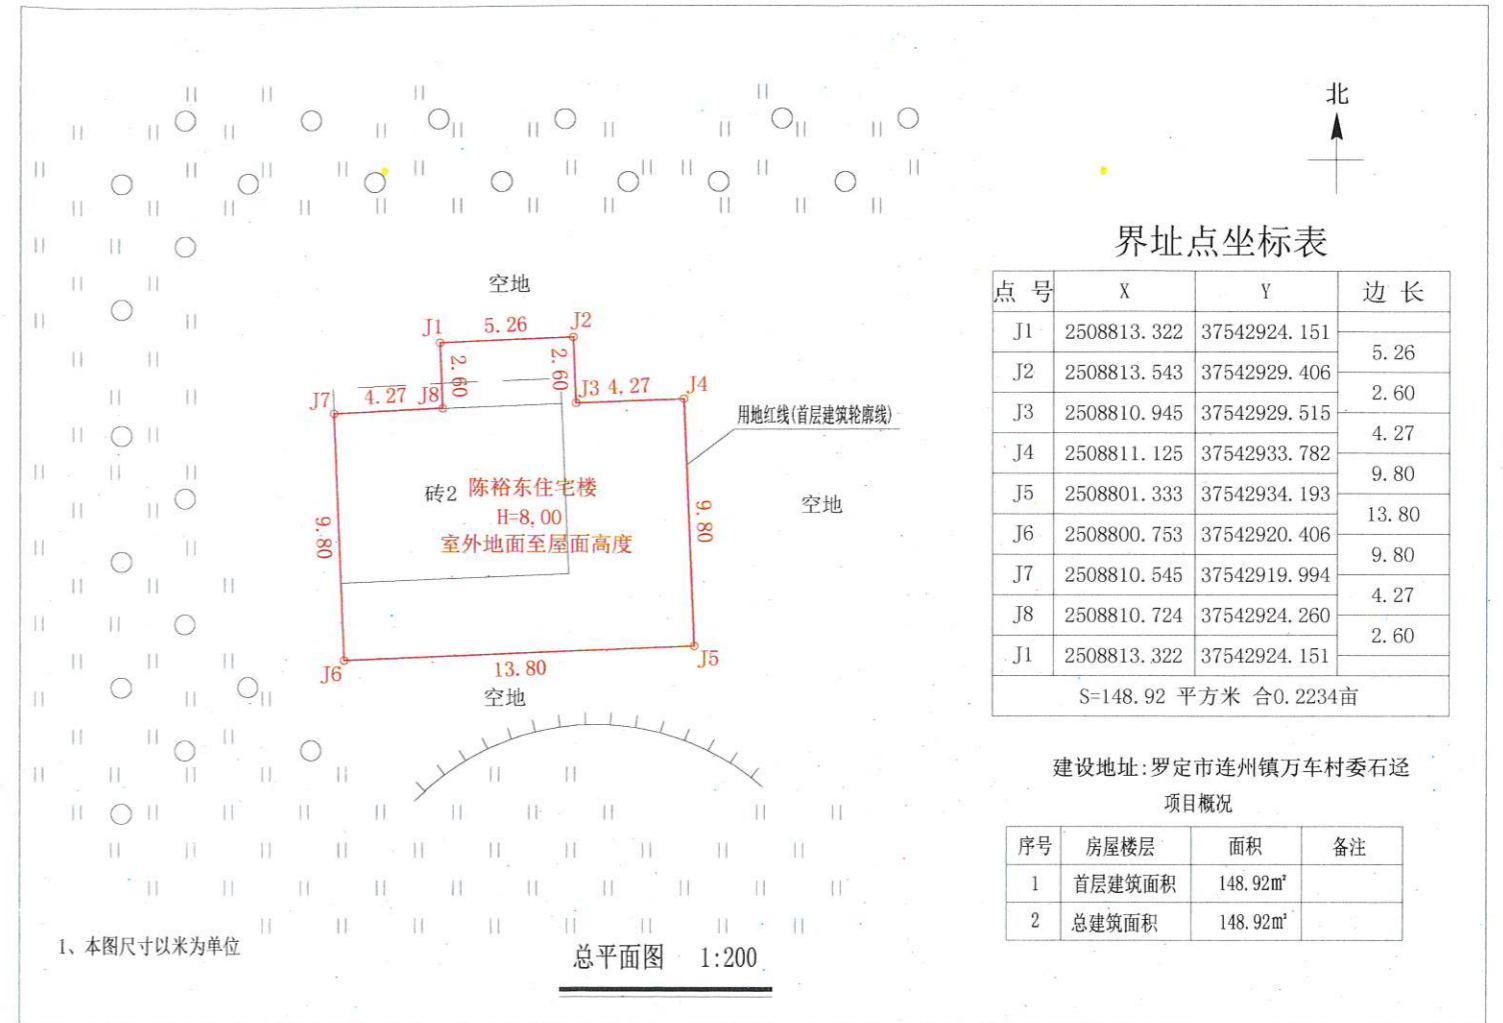 北
空地
J1 5.26 J2
2.60 2.60
J7 4.27 J8 J3 4.27 J4
用地红线(首层建筑轮廓线)
砖2 陈裕东住宅楼
H=8.00
室外地面至屋面高度
空地
9.80 9.80
J6 13.80 J5
空地
界址点坐标表
点 号 X Y 边 长
J1 2508813.322 37542924.151
5.26
J2 2508813.543 37542929.406
2.60
J3 2508810.945 37542929.515
4.27
J4 2508811.125 37542933.782
9.80
J5 2508801.333 37542934.193
13.80
J6 2508800.753 37542920.406
9.80
J7 2508810.545 37542919.994
4.27
J8 2508810.724 37542924.260
2.60
J1 2508813.322 37542924.151
S=148.92 平方米 合0.2234亩
建设地址:罗定市连州镇万车村委石迳
项目概况
序号 房屋楼层 面积 备注
1 首层建筑面积 148.92㎡
2 总建筑面积 148.92㎡
1、本图尺寸以米为单位
总平面图 1:200